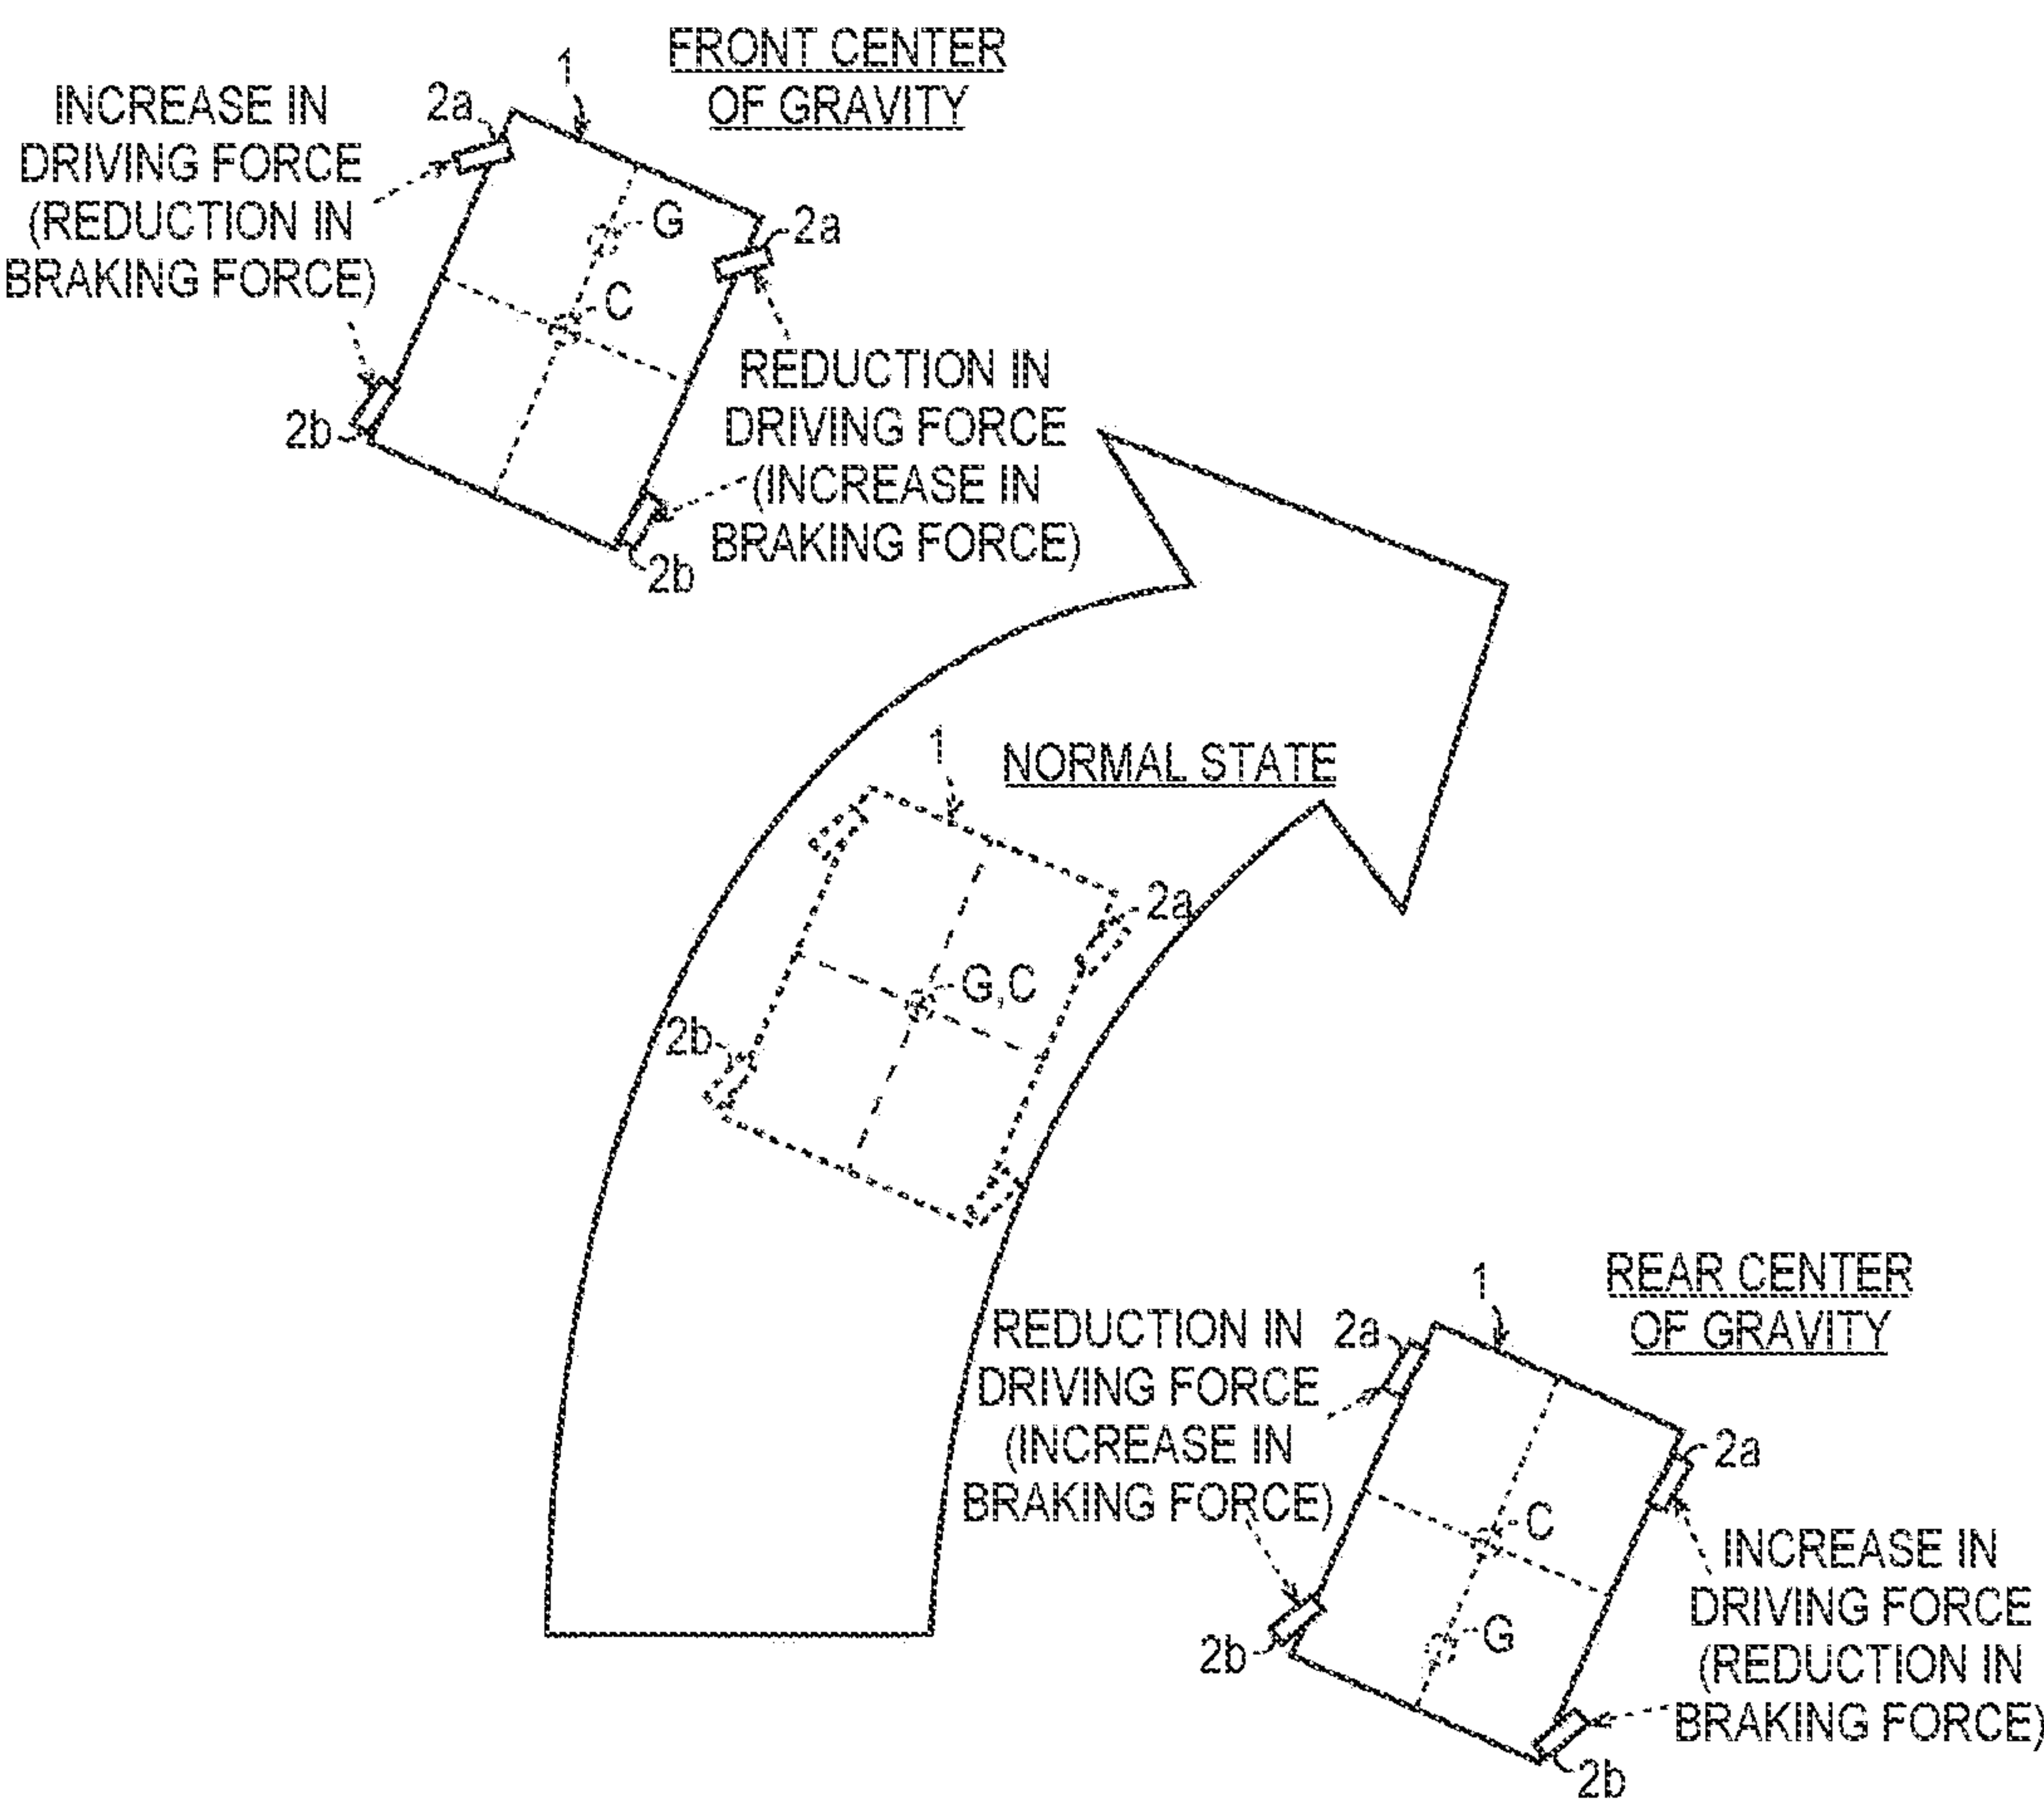 FRONT CENTER
OF GRAVITY
1
2a
INCREASE IN
DRIVING FORCE
(REDUCTION IN
BRAKING FORCE)
G
2a
C
2b
REDUCTION IN
DRIVING FORCE
(INCREASE IN
BRAKING FORCE)
2b
1
NORMAL STATE
2a
G,C
2b
REAR CENTER
OF GRAVITY
1
2a
REDUCTION IN
DRIVING FORCE
(INCREASE IN
BRAKING FORCE)
2a
C
G
INCREASE IN
DRIVING FORCE
(REDUCTION IN
BRAKING FORCE)
2b
2b